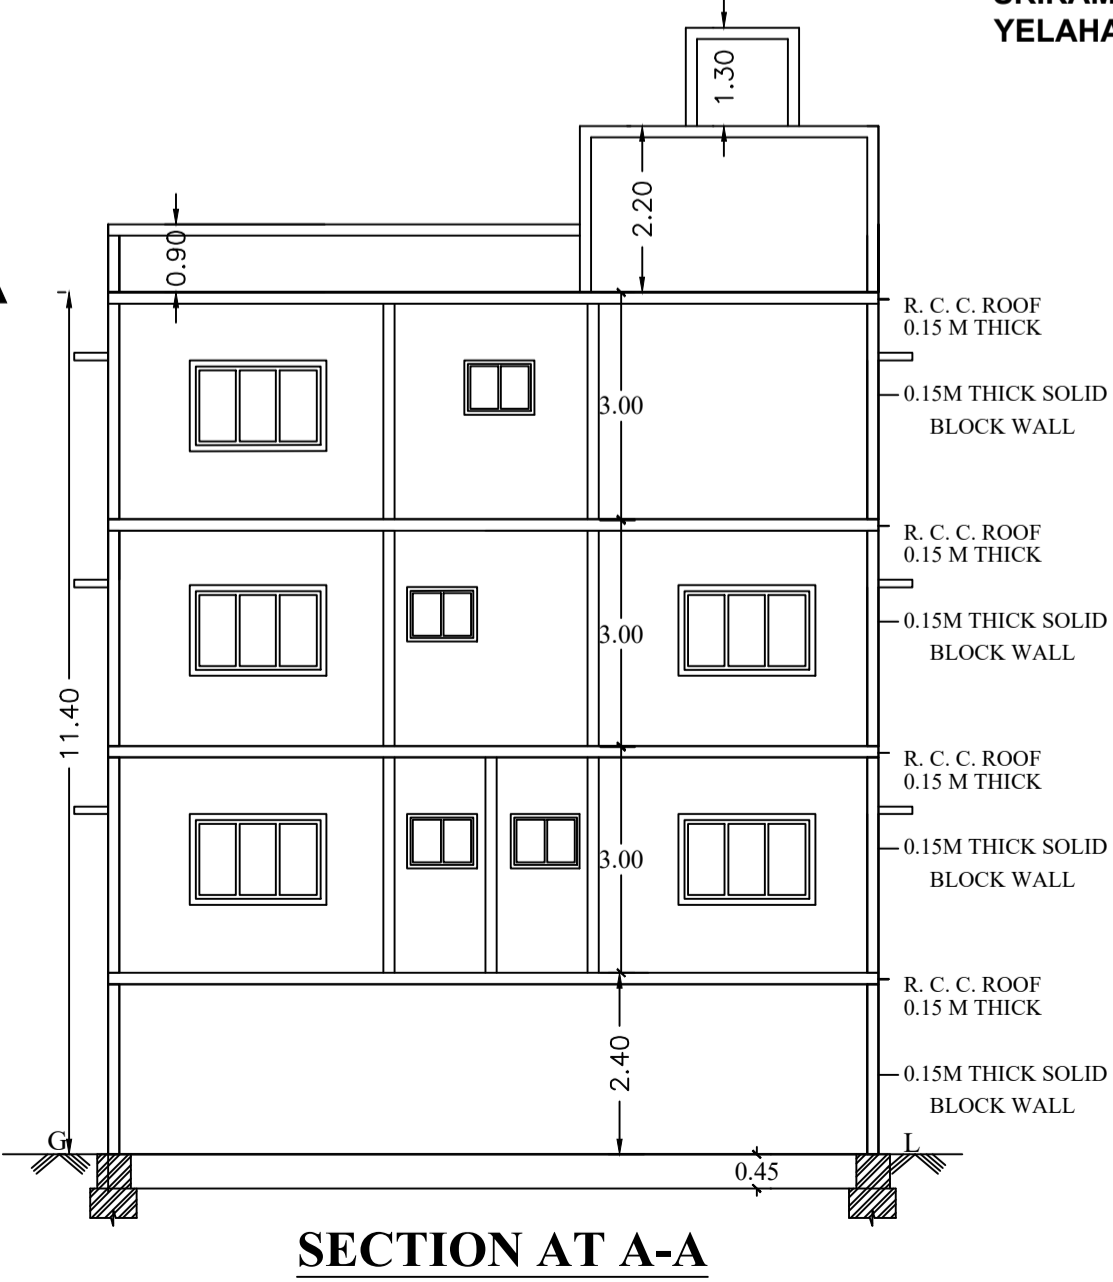 YELAHA
1.30
2.20
0.90
R. C. C. ROOF
0.15 M THICK
0.15M THICK SOLID
BLOCK WALL
3.00
R. C. C. ROOF
0.15 M THICK
0.15M THICK SOLID
BLOCK WALL
3.00
11.40
R. C. C. ROOF
0.15 M THICK
0.15M THICK SOLID
BLOCK WALL
3.00
R. C. C. ROOF
0.15 M THICK
2.40
0.15M THICK SOLID
BLOCK WALL
G
L
0.45
SECTION AT A-A